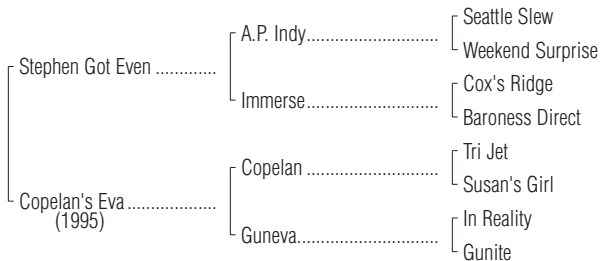 Seattle Slew
A.P. Indy..............................
Weekend Surprise
Stephen Got Even .............
Cox's Ridge
Immerse..............................
Baroness Direct
Tri Jet
Copelan ..............................
Susan's Girl
Copelan's Eva ...................
(1995)
In Reality
Guneva................................
Gunite